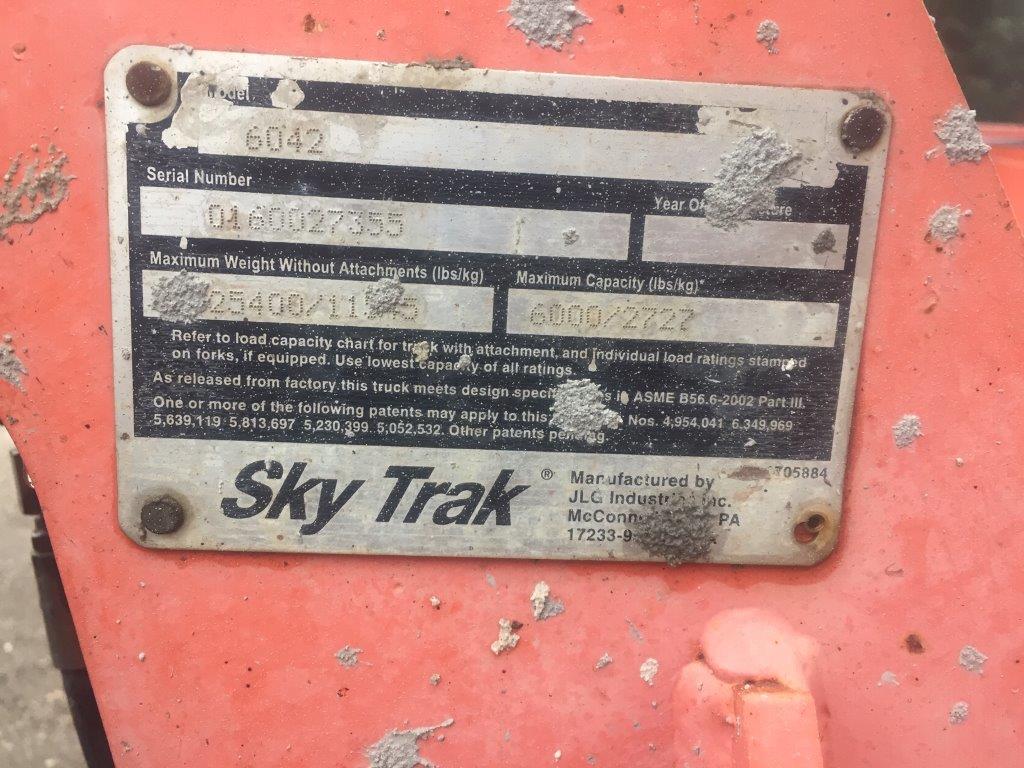 Model
6042
Serial Number
0160027355
Year Of
Maximum Weight Without Attachments (lbs/kg)
Maximum Capacity (lbs/kg)*
25400/11
6000/2727
Refer to load capacity chart for truck with attachment, and individual load ratings stamped
on forks, if equipped. Use lowest capacity of all ratings.
As released from factory this truck meets design in ASME B56.6-2002 Part III.
One or more of the following patents may apply to this Nos. 4,954,041 6,349,969
5,639,119 5,813,697 5,230,399 5,052,532. Other patents pending.
Sky Trak®
Manufactured by
JLG Industries Inc.
PA
17233-9